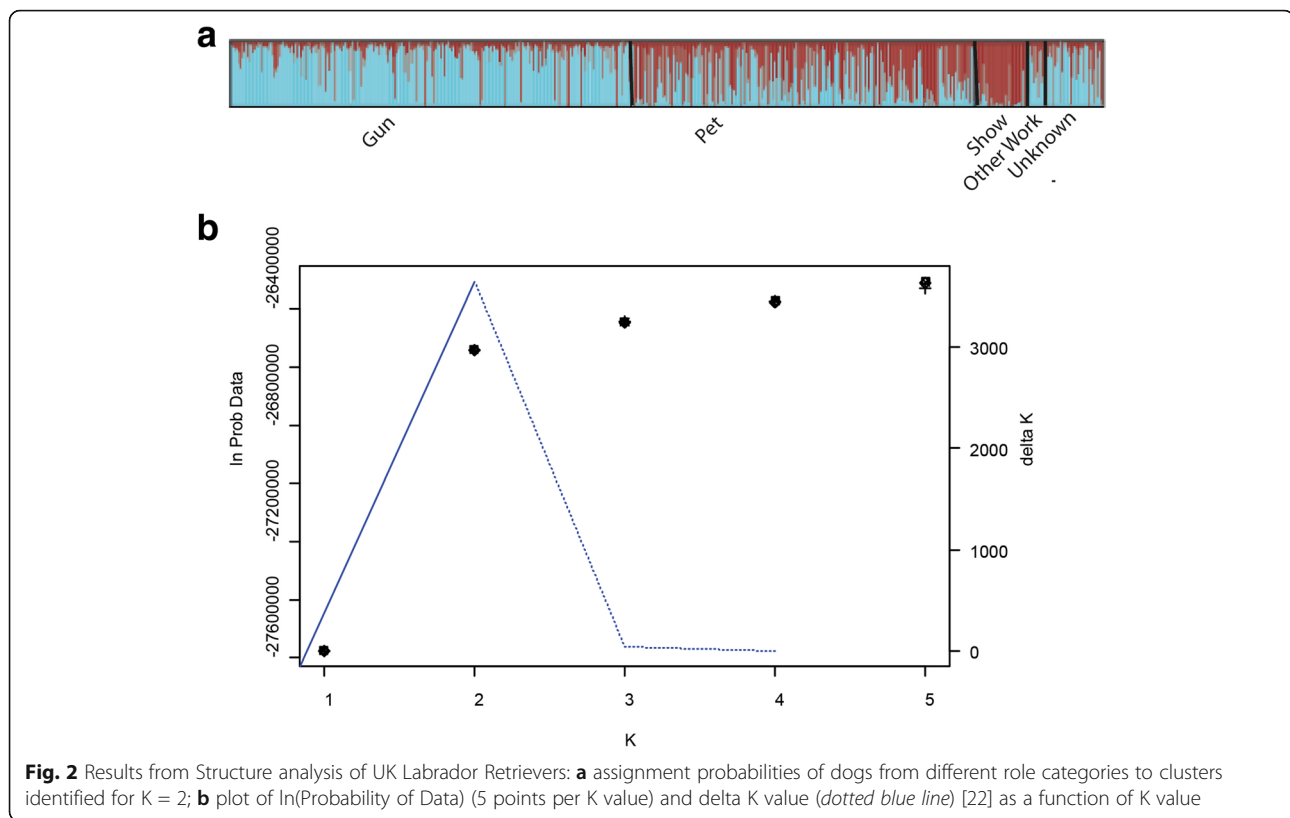 a
Gun
Pet
Show
Other Work
Unknown
b
ln Prob Data
-26400000
-26800000
-27200000
-27600000
3000
2000
1000
0
delta K
1 2 3 4 5
K
Fig. 2 Results from Structure analysis of UK Labrador Retrievers: a assignment probabilities of dogs from different role categories to clusters
identified for K = 2; b plot of ln(Probability of Data) (5 points per K value) and delta K value (dotted blue line) [22] as a function of K value